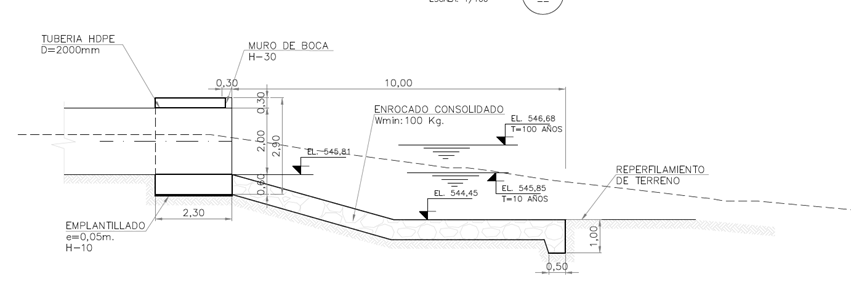 TUBERIA HDPE
D=2000mm
MURO DE BOCA
H-30
0,30
10,00
0,30
2,00
2,90
0,60
ENROCADO CONSOLIDADO
Wmin:100 Kg.
EL. 546,68
T=100 AÑOS
EL. 545,81
EL. 545,85
T=10 AÑOS
EL. 544,45
REPERFILAMIENTO
DE TERRENO
2,30
EMPLANTILLADO
e=0,05m.
H-10
1,00
0,50